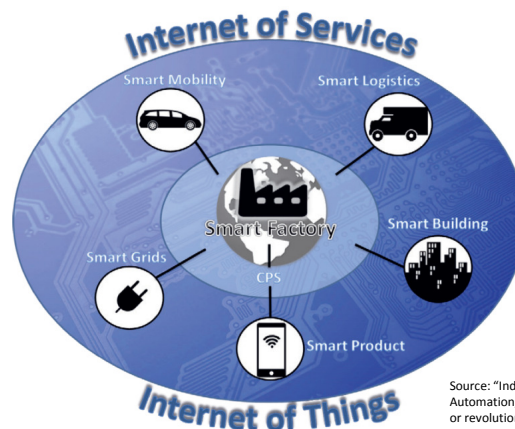 Internet of Services
Smart Mobility
Smart Logistics
Smart Factory
Smart Building
Smart Grids
CPS
Smart Product
Internet of Things
Source: "Ind
Automation
or revolution